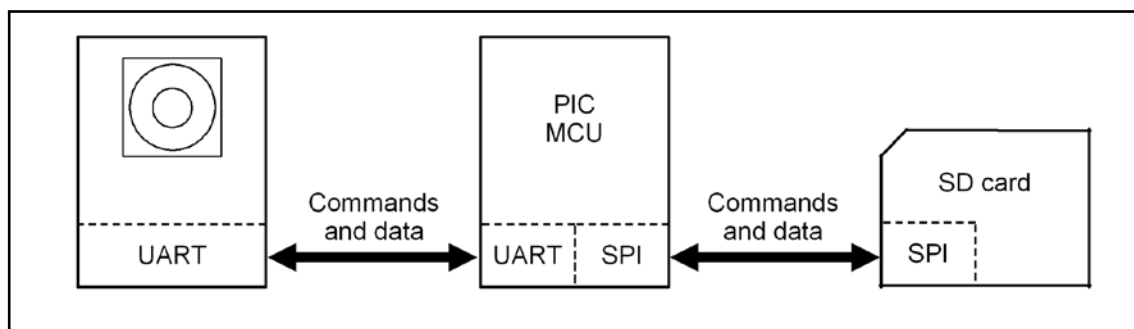 PIC
MCU
SD card
Commands
and data
Commands
and data
UART
UART
SPI
SPI